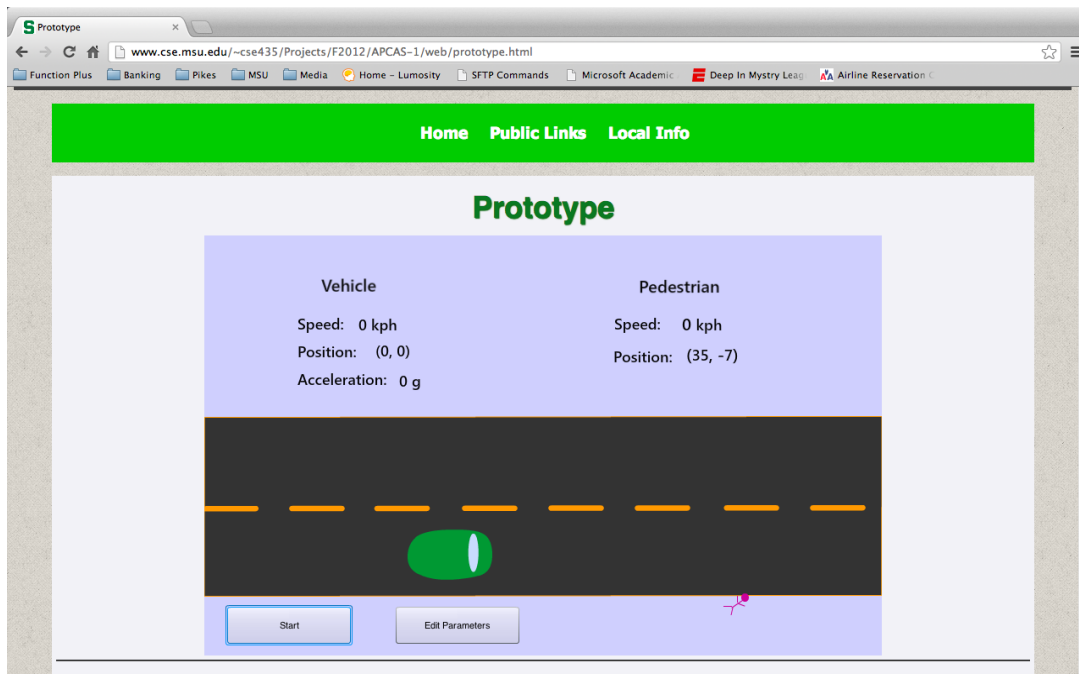 S Prototype ×
www.cse.msu.edu/~cse435/Projects/F2012/APCAS-1/web/prototype.html
Function Plus Banking Pikes MSU Media Home – Lumosity SFTP Commands Microsoft Academic Deep In Mystry Leag Airline Reservation
Home Public Links Local Info
Prototype
Vehicle Pedestrian
Speed: 0 kph Speed: 0 kph
Position: (0, 0) Position: (35, -7)
Acceleration: 0 g
Start Edit Parameters